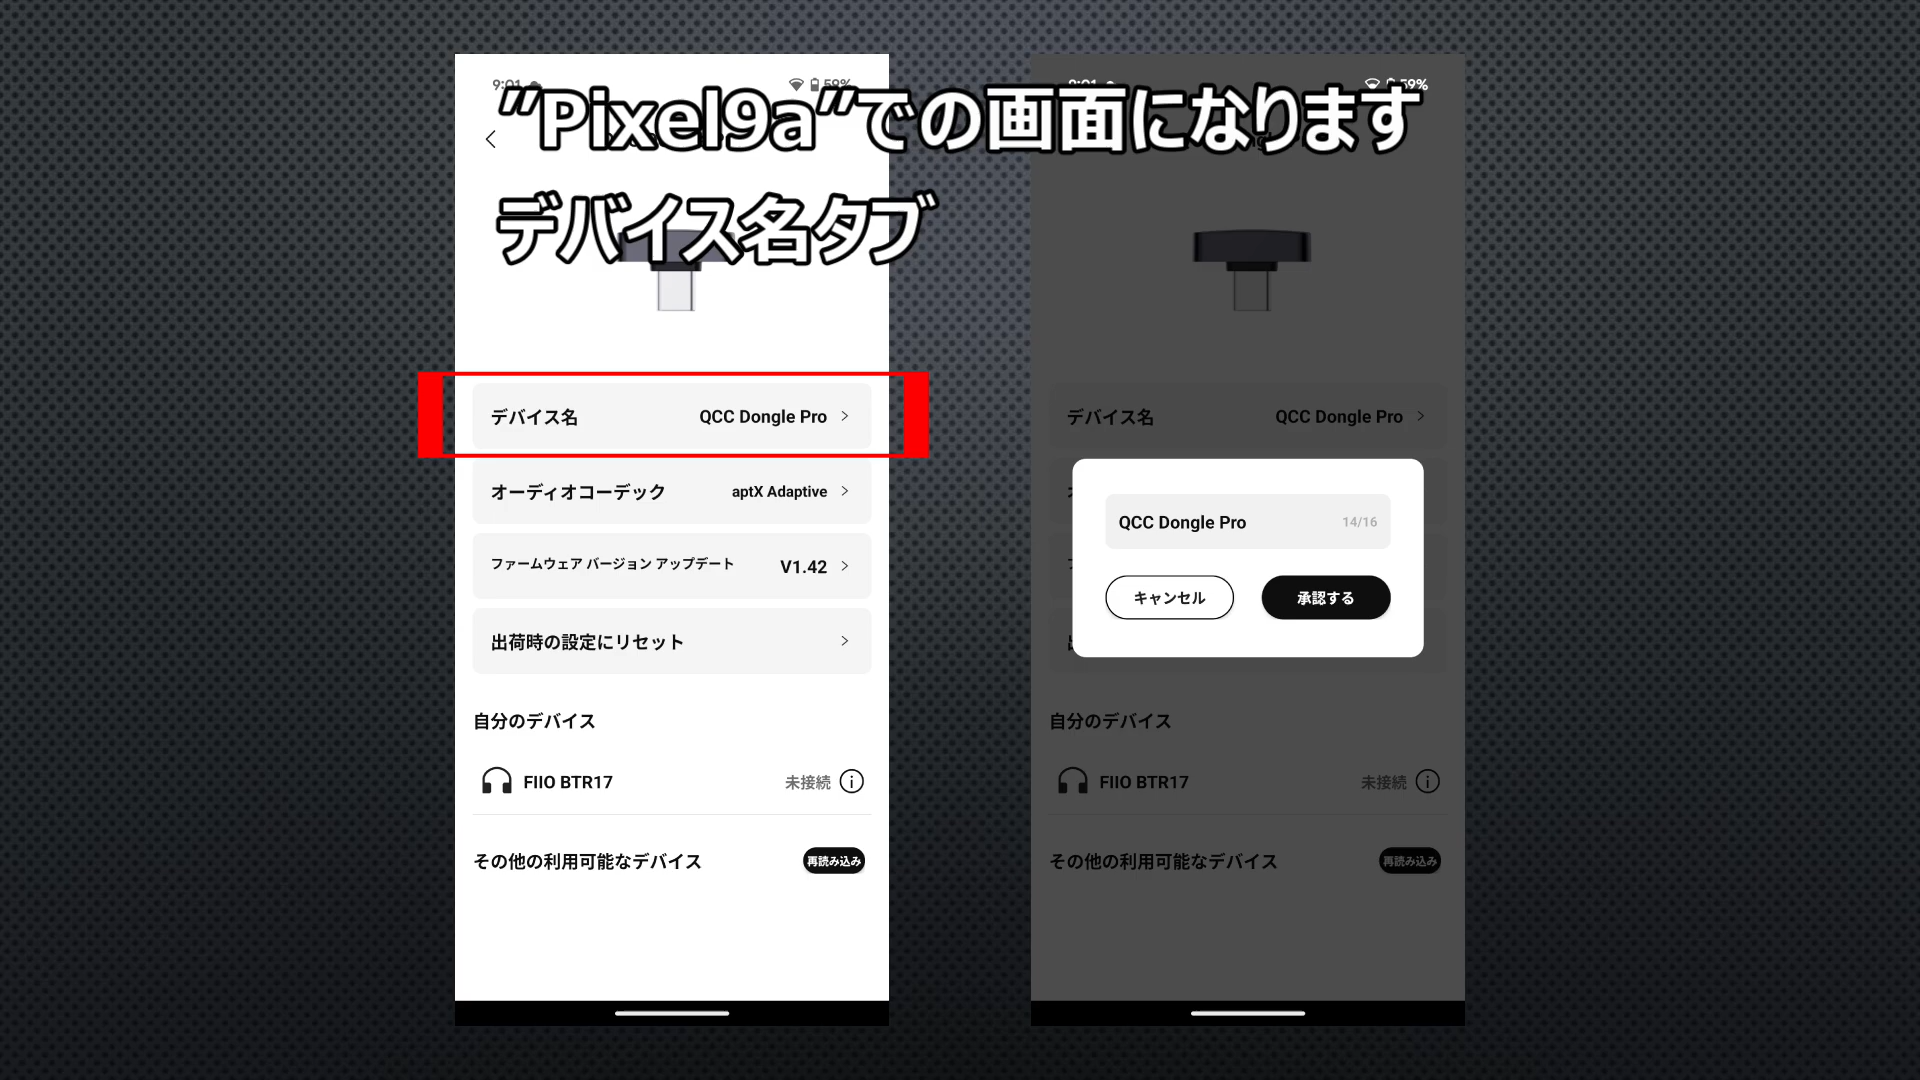 9:01
59%
”Pixel9a”での画面になります
デバイス名タブ
デバイス名 QCC Dongle Pro
オーディオコーデック aptX Adaptive
ファームウェア バージョン アップデート V1.42
出荷時の設定にリセット
自分のデバイス
FIIO BTR17 未接続
その他の利用可能なデバイス 再読み込み
9:01
59%
デバイス名 QCC Dongle Pro
QCC Dongle Pro 14/16
キャンセル 承認する
自分のデバイス
FIIO BTR17 未接続
その他の利用可能なデバイス 再読み込み